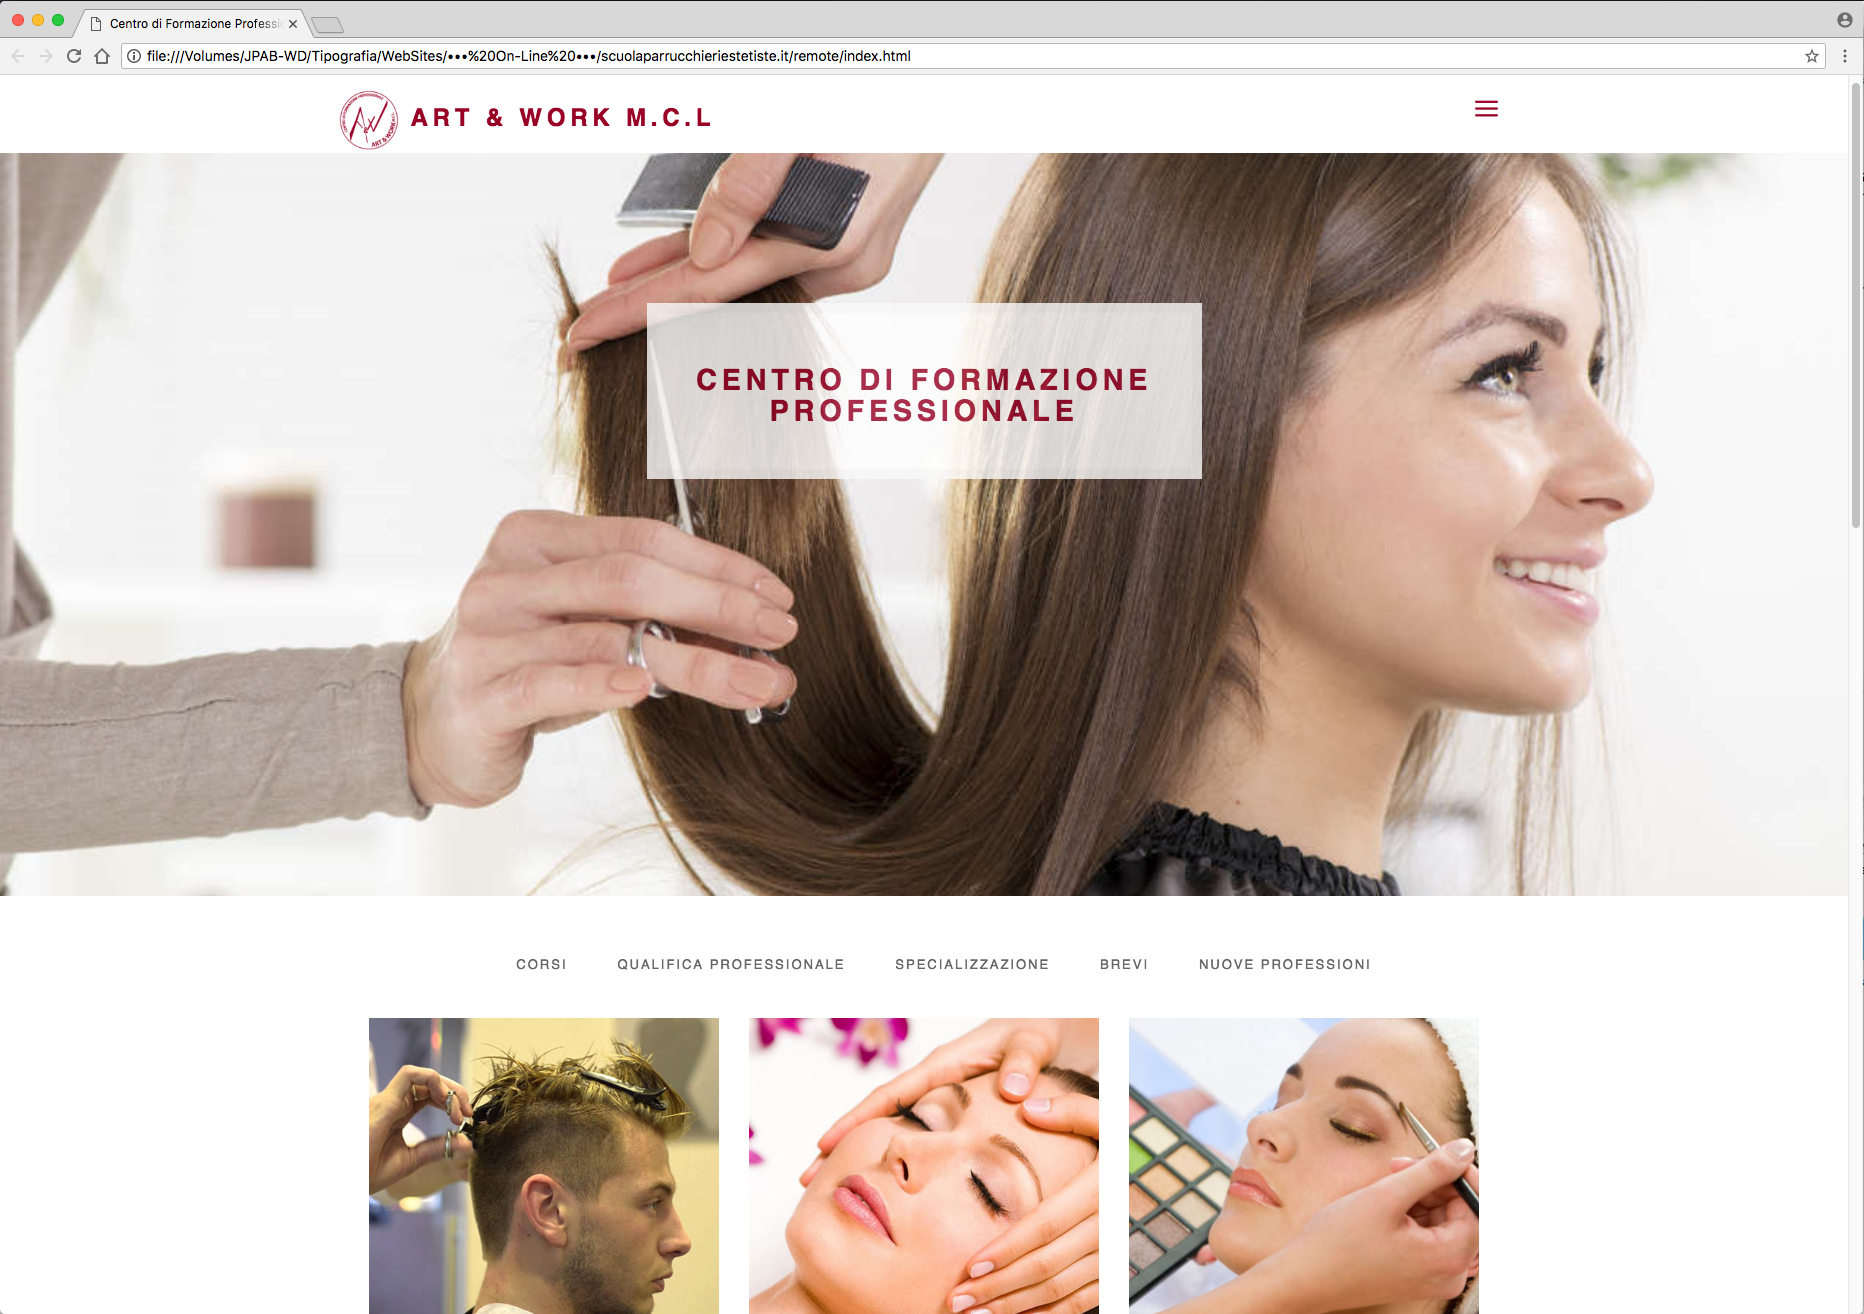 Centro di Formazione Professi
file:///Volumes/JPAB-WD/Tipografia/WebSites/•••%20On-Line%20•••/scuolaparrucchieriestetiste.it/remote/index.html
ART & WORK M.C.L
CENTRO DI FORMAZIONE
PROFESSIONALE
CORSI QUALIFICA PROFESSIONALE SPECIALIZZAZIONE BREVI NUOVE PROFESSIONI